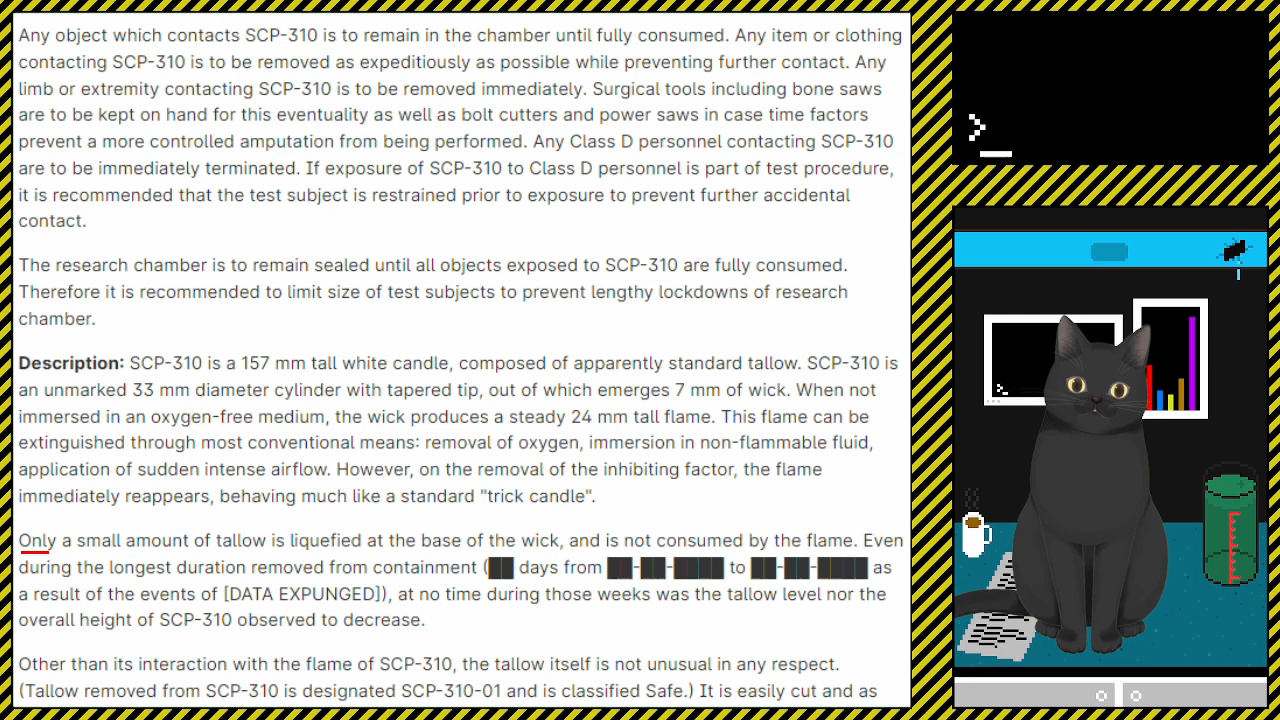 Any object which contacts SCP-310 is to remain in the chamber until fully consumed. Any item or clothing
contacting SCP-310 is to be removed as expeditiously as possible while preventing further contact. Any
limb or extremity contacting SCP-310 is to be removed immediately. Surgical tools including bone saws
are to be kept on hand for this eventuality as well as bolt cutters and power saws in case time factors
prevent a more controlled amputation from being performed. Any Class D personnel contacting SCP-310
are to be immediately terminated. If exposure of SCP-310 to Class D personnel is part of test procedure,
it is recommended that the test subject is restrained prior to exposure to prevent further accidental
contact.
The research chamber is to remain sealed until all objects exposed to SCP-310 are fully consumed.
Therefore it is recommended to limit size of test subjects to prevent lengthy lockdowns of research
chamber.
Description: SCP-310 is a 157 mm tall white candle, composed of apparently standard tallow. SCP-310 is
an unmarked 33 mm diameter cylinder with tapered tip, out of which emerges 7 mm of wick. When not
immersed in an oxygen-free medium, the wick produces a steady 24 mm tall flame. This flame can be
extinguished through most conventional means: removal of oxygen, immersion in non-flammable fluid,
application of sudden intense airflow. However, on the removal of the inhibiting factor, the flame
immediately reappears, behaving much like a standard "trick candle".
Only a small amount of tallow is liquefied at the base of the wick, and is not consumed by the flame. Even
during the longest duration removed from containment (██ days from ██-██-████ to ██-██-████ as
a result of the events of [DATA EXPUNGED]), at no time during those weeks was the tallow level nor the
overall height of SCP-310 observed to decrease.
Other than its interaction with the flame of SCP-310, the tallow itself is not unusual in any respect.
(Tallow removed from SCP-310 is designated SCP-310-01 and is classified Safe.) It is easily cut and as
>_